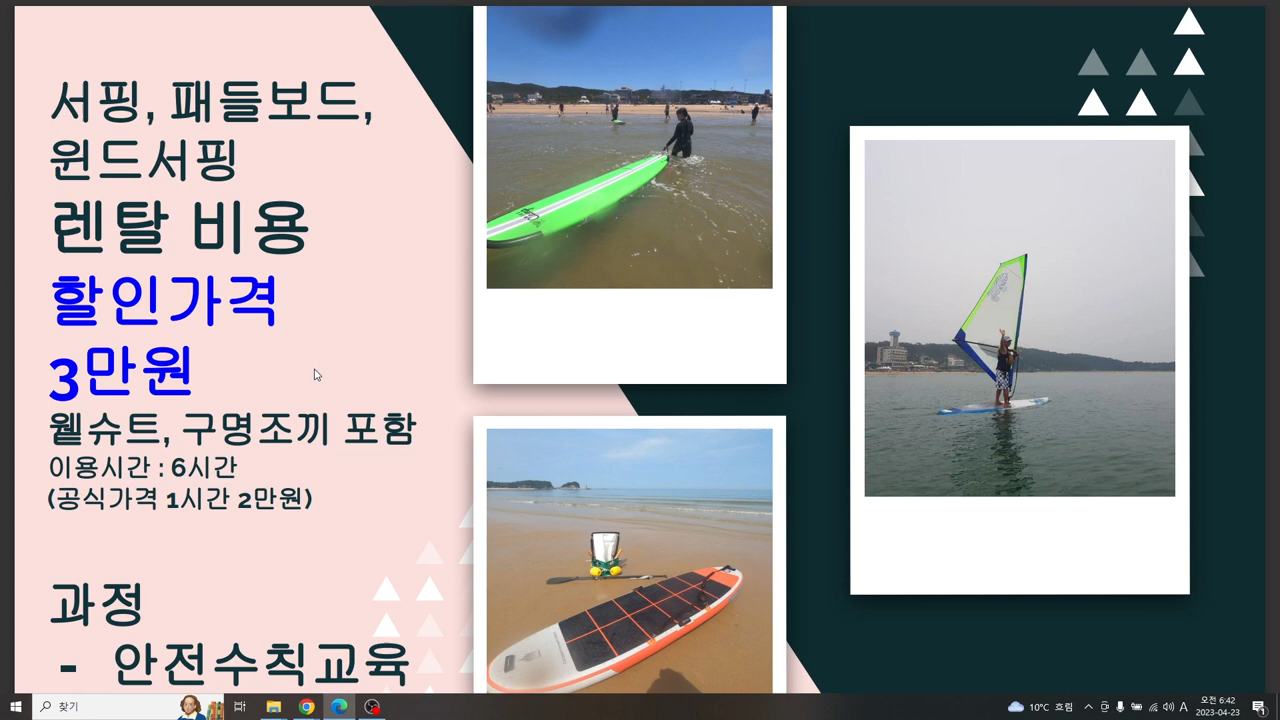 서핑, 패들보드,
윈드서핑
렌탈 비용
할인가격
3만원
웰슈트, 구명조끼 포함
이용시간 : 6시간
(공식가격 1시간 2만원)
과정
- 안전수칙교육
찾기
10°C 흐림
A
오전 6:42
2023-04-23
1